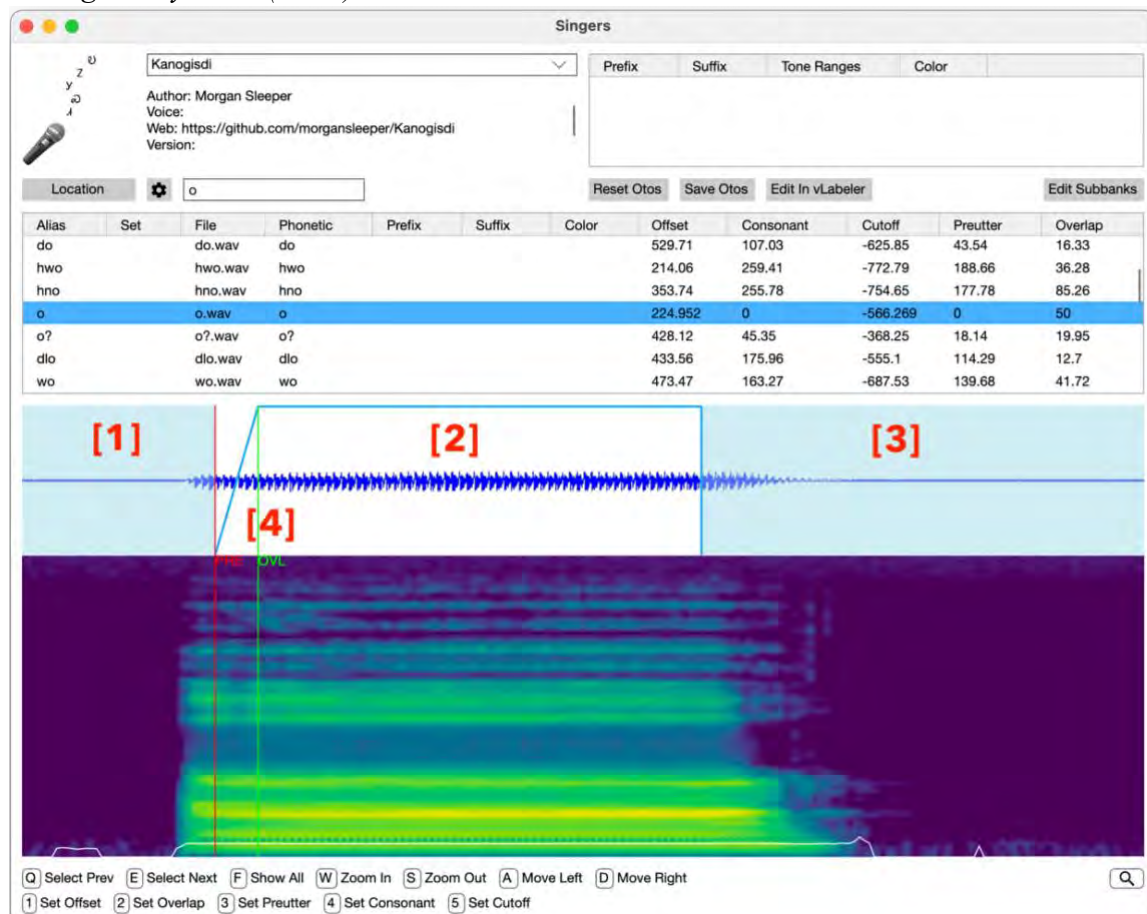 Singers
Kanogisdi
Author: Morgan Sleeper
Voice:
Web: https://github.com/morgansleeper/Kanogisdi
Version:
Prefix Suffix Tone Ranges Color
Location o
Reset Otos Save Otos Edit In vLabeler Edit Subbanks
Alias Set File Phonetic Prefix Suffix Color Offset Consonant Cutoff Preutter Overlap
do do.wav do 529.71 107.03 -625.85 43.54 16.33
hwo hwo.wav hwo 214.06 259.41 -772.79 188.66 36.28
hno hno.wav hno 353.74 255.78 -754.65 177.78 85.26
o o.wav o 224.952 0 -566.269 0 50
o? o?.wav o? 428.12 45.35 -368.25 18.14 19.95
dlo dlo.wav dlo 433.56 175.96 -555.1 114.29 12.7
wo wo.wav wo 473.47 163.27 -687.53 139.68 41.72
[1] [2] [3]
[4]
PRE OVL
Q Select Prev E Select Next F Show All W Zoom In S Zoom Out A Move Left D Move Right
1 Set Offset 2 Set Overlap 3 Set Preutter 4 Set Consonant 5 Set Cutoff